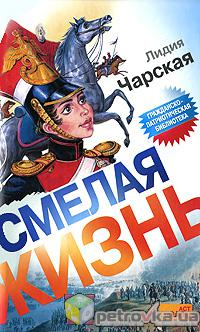 Лидия
Чарская
ГРАЖДАНСКО-
ПАТРИОТИЧЕСКАЯ
БИБЛИОТЕКА
СМЕЛАЯ
ЖИЗНЬ
petrovka.ua
АСТ